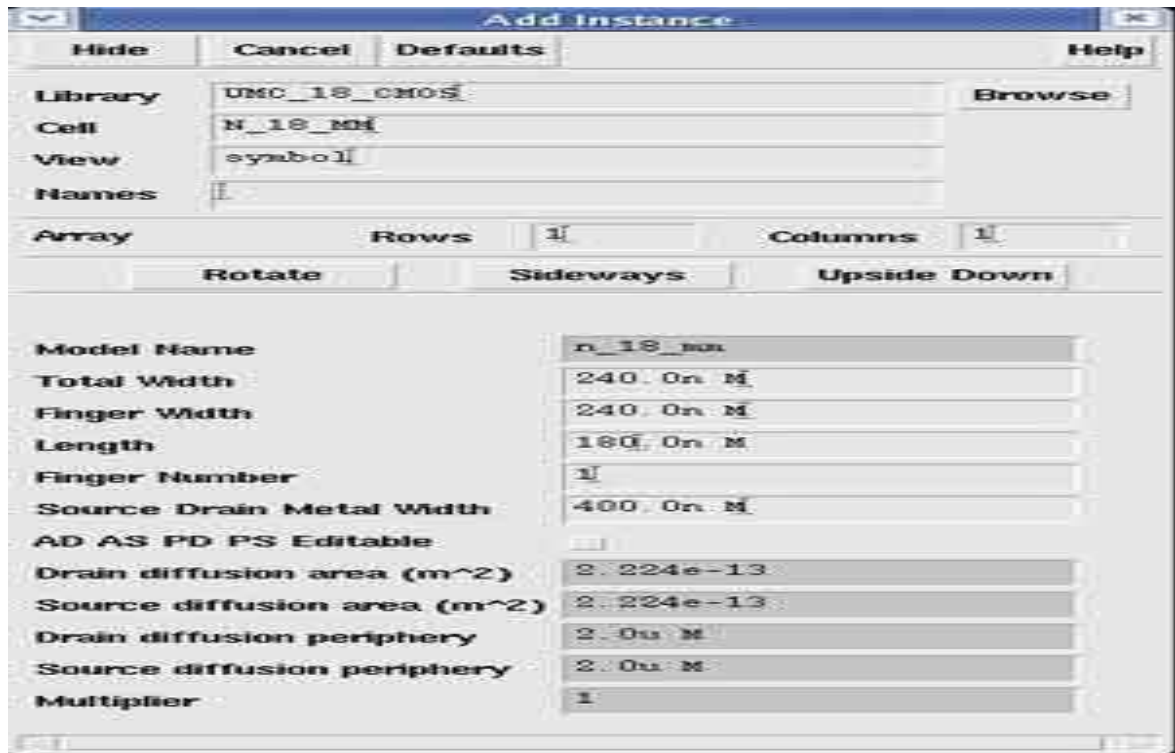 Add Instance
Hide Cancel Defaults Help
Library UMC_18_CMOS Browse
Cell N_18_MM
View symbol
Names
Array Rows 1 Columns 1
Rotate Sideways Upside Down
Model Name n_18_mm
Total Width 240.0n M
Finger Width 240.0n M
Length 180.0n M
Finger Number 1
Source Drain Metal Width 400.0n M
AD AS PD PS Editable
Drain diffusion area (m^2) 2.224e-13
Source diffusion area (m^2) 2.224e-13
Drain diffusion periphery 2.0u M
Source diffusion periphery 2.0u M
Multiplier 1